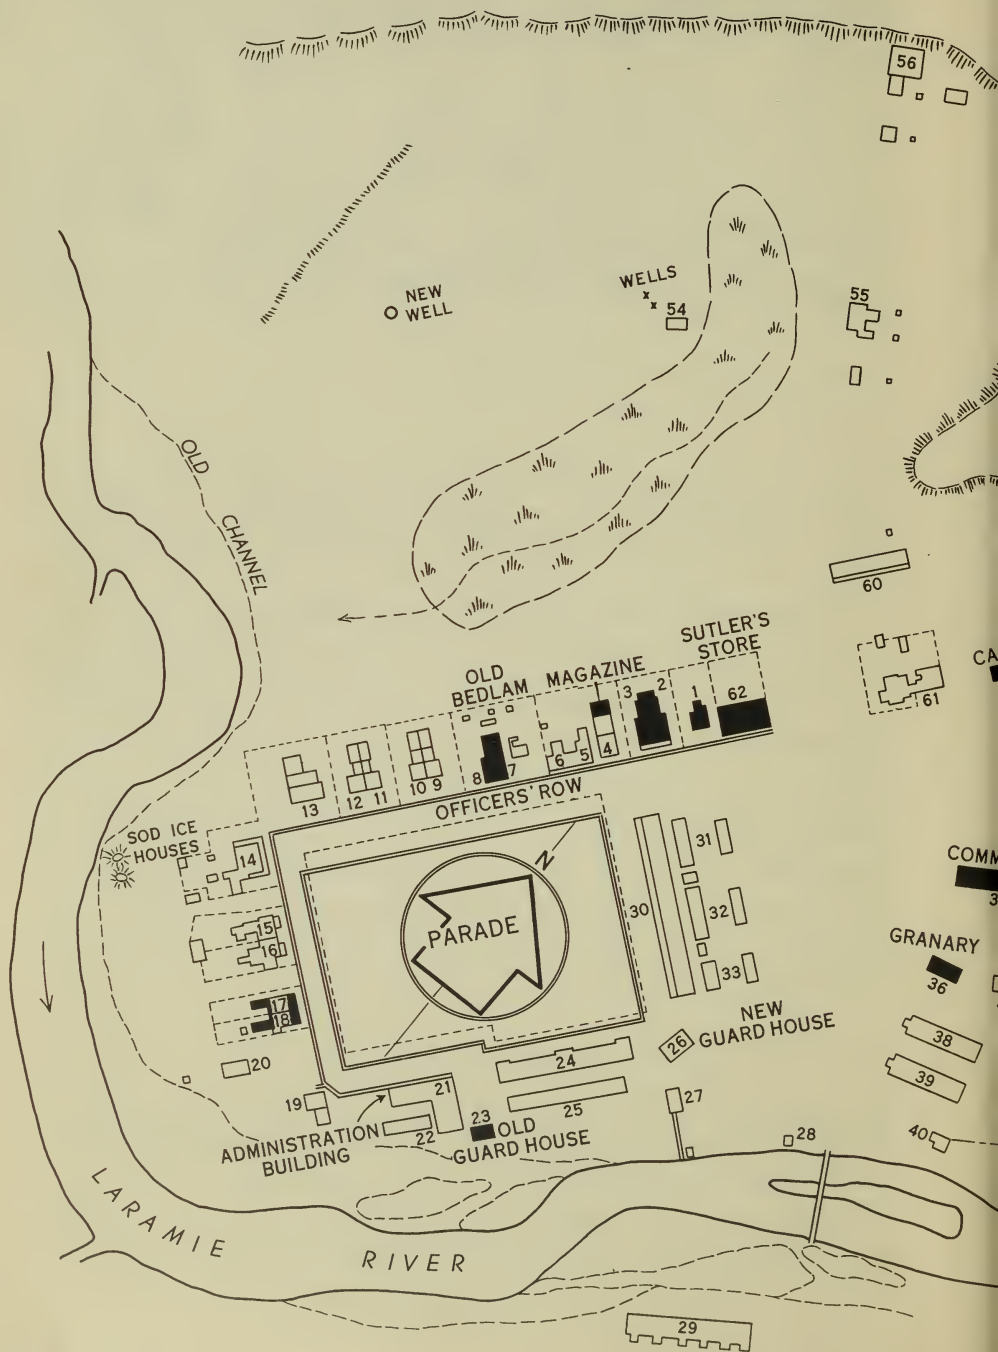 56
NEW
WELL
WELLS
54
55
OLD
CHANNEL
60
SUTLER'S
STORE
OLD
BEDLAM
MAGAZINE
CA
61
3 2
1
62
8 7
6 5
4
13
12 11
10 9
OFFICERS' ROW
SOD ICE
HOUSES
14
N
PARADE
15
16
17
18
30
31
32
33
COMM
3
GRANARY
36
NEW
GUARD HOUSE
26
38
39
20
24
25
27
19
21
22
23
ADMINISTRATION
BUILDING
OLD
GUARD HOUSE
28
40
LARAMIE
RIVER
29